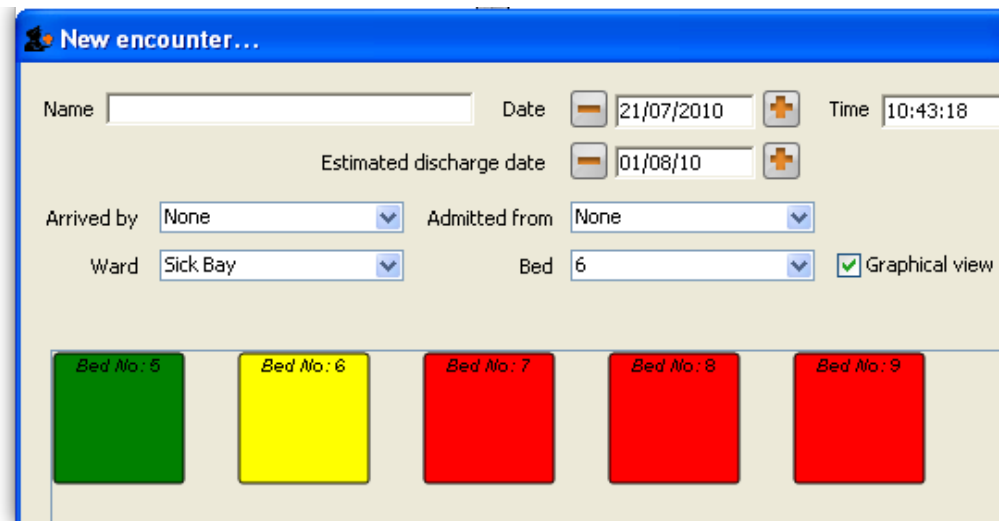 New encounter...
Name Date 21/07/2010 Time 10:43:18
Estimated discharge date 01/08/10
Arrived by None Admitted from None
Ward Sick Bay Bed 6 Graphical view
Bed No: 5 Bed No: 6 Bed No: 7 Bed No: 8 Bed No: 9